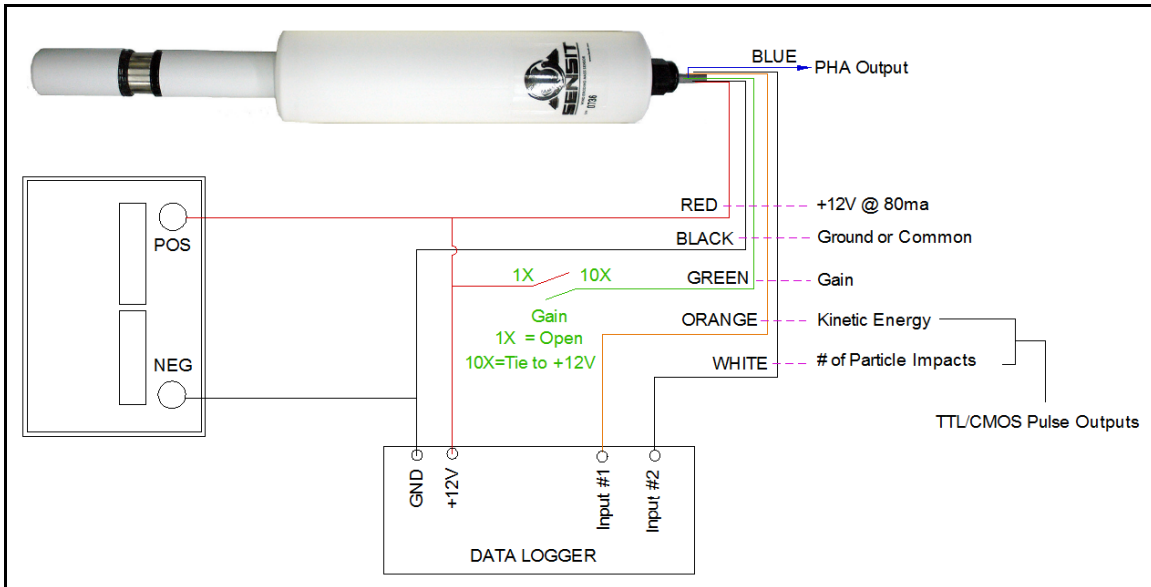 BLUE
PHA Output
SENSIT
0736
POS
NEG
RED
+12V @ 80ma
BLACK
Ground or Common
1X
10X
GREEN
Gain
Gain
1X = Open
10X=Tie to +12V
ORANGE
Kinetic Energy
WHITE
# of Particle Impacts
TTL/CMOS Pulse Outputs
GND
+12V
Input #1
Input #2
DATA LOGGER